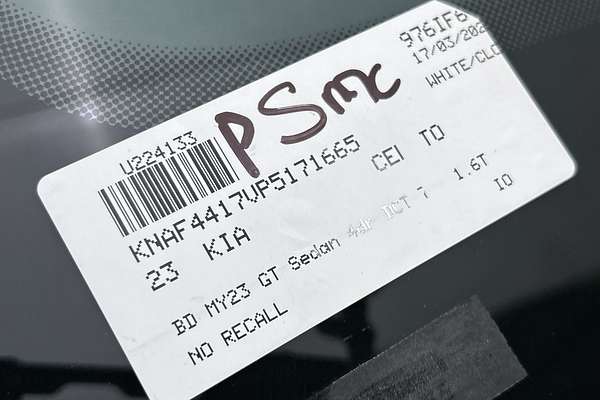 976IF6
17/03/202
WHITE/CLO
U224133
PSmc
KNAF4417VP5171665 CEI TO
23 KIA
BD MY23 GT Sedan 4dr DCT 7 1.6T
IO
NO RECALL